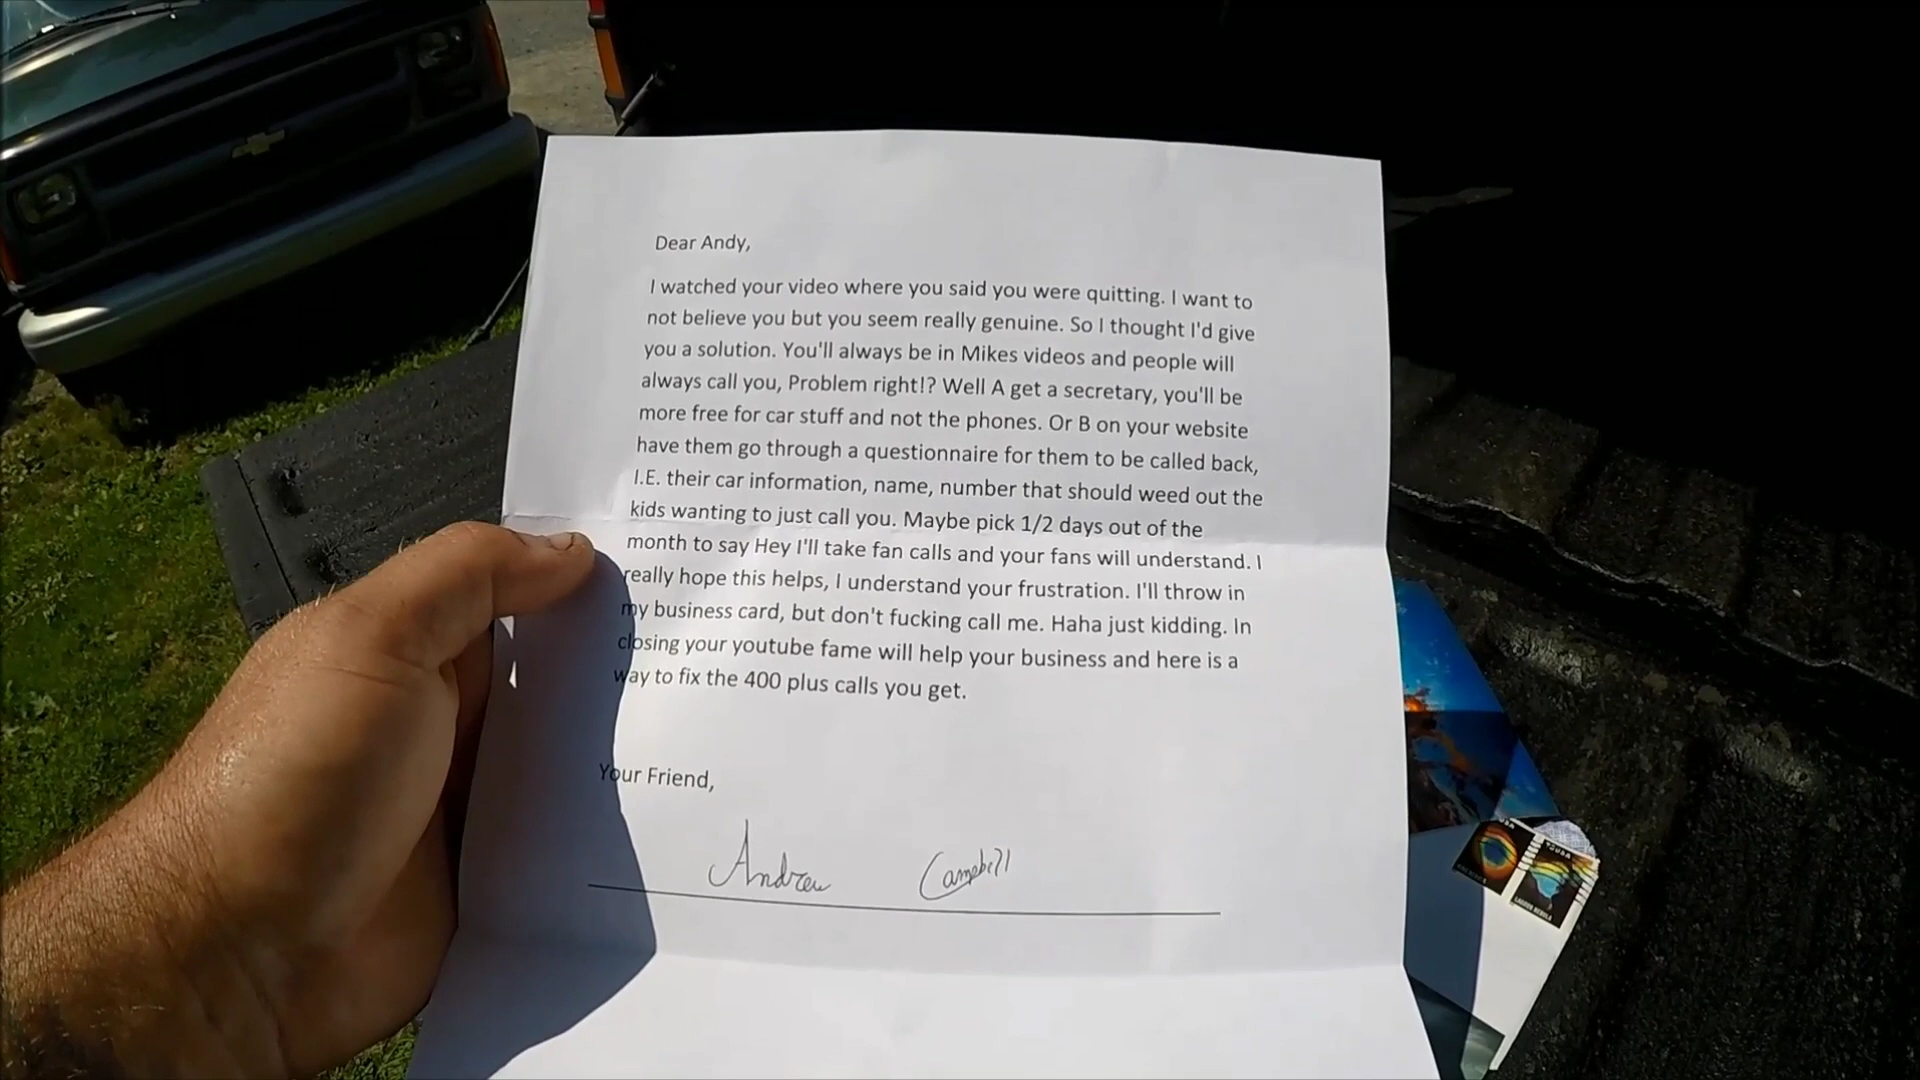 Dear Andy,
I watched your video where you said you were quitting. I want to
not believe you but you seem really genuine. So I thought I'd give
you a solution. You'll always be in Mikes videos and people will
always call you, Problem right!? Well A get a secretary, you'll be
more free for car stuff and not the phones. Or B on your website
have them go through a questionnaire for them to be called back,
I.E. their car information, name, number that should weed out the
kids wanting to just call you. Maybe pick 1/2 days out of the
month to say Hey I'll take fan calls and your fans will understand. I
really hope this helps, I understand your frustration. I'll throw in
my business card, but don't fucking call me. Haha just kidding. In
closing your youtube fame will help your business and here is a
way to fix the 400 plus calls you get.
Your Friend,
Andrew Campbell
LAGOON NEBULA